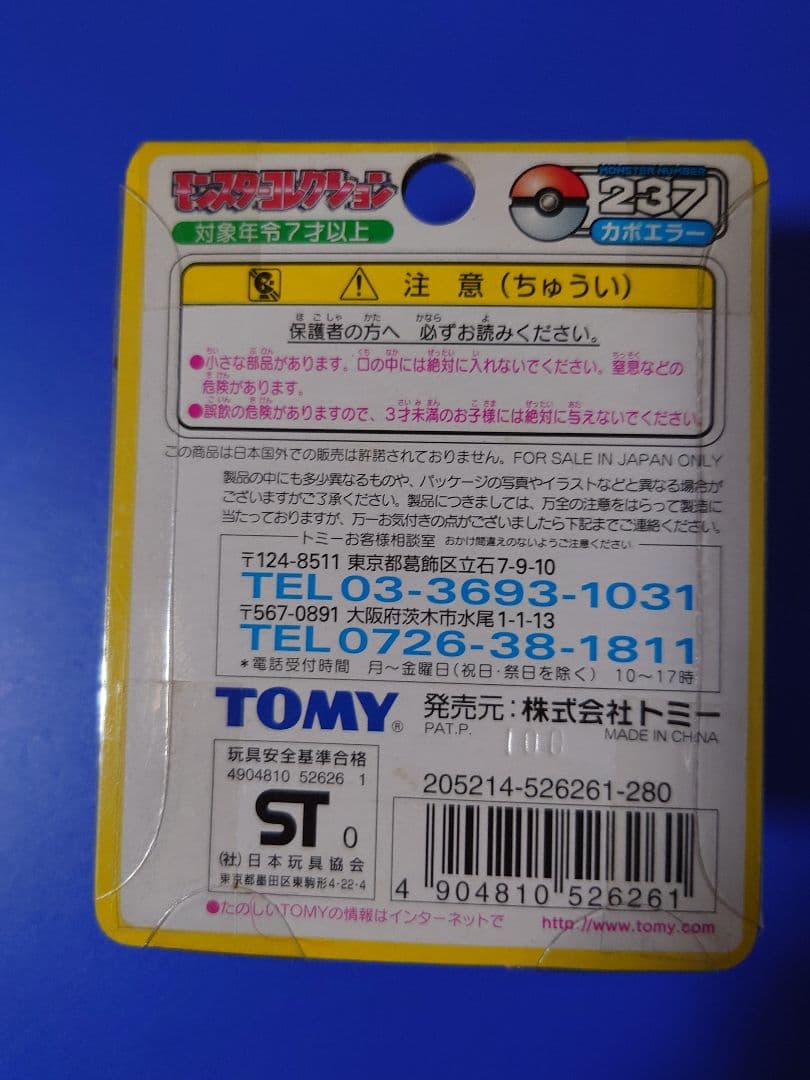 モンスターコレクション
対象年令7才以上
MONSTER NUMBER
237
カポエラー
注 意(ちゅうい)
保護者の方へ 必ずお読みください。
●小さな部品があります。口の中には絶対に入れないでください。窒息などの
危険があります。
●誤飲の危険がありますので、3才未満のお子様には絶対に与えないでください。
この商品は日本国外での販売は許諾されておりません。FOR SALE IN JAPAN ONLY
製品の中にも多少異なるものや、パッケージの写真やイラストなどと異なる場合が
ございますがご了承ください。製品につきましては、万全の注意をはらって製造に
当たっておりますが、万一お気付きの点がございましたら下記までご連絡ください。
トミーお客様相談室 おかけ間違えのないようご注意ください
〒124-8511 東京都葛飾区立石7-9-10
TEL 03-3693-1031
〒567-0891 大阪府茨木市水尾1-1-13
TEL 0726-38-1811
*電話受付時間 月〜金曜日(祝日・祭日を除く) 10〜17時
TOMY® 発売元:株式会社トミー
PAT.P. 100 MADE IN CHINA
玩具安全基準合格
4904810 52626 1
ST 0
(社)日本玩具協会
東京都墨田区東駒形4-22-4
205214-526261-280
4 904810 526261
●たのしいTOMYの情報はインターネットで http://www.tomy.com